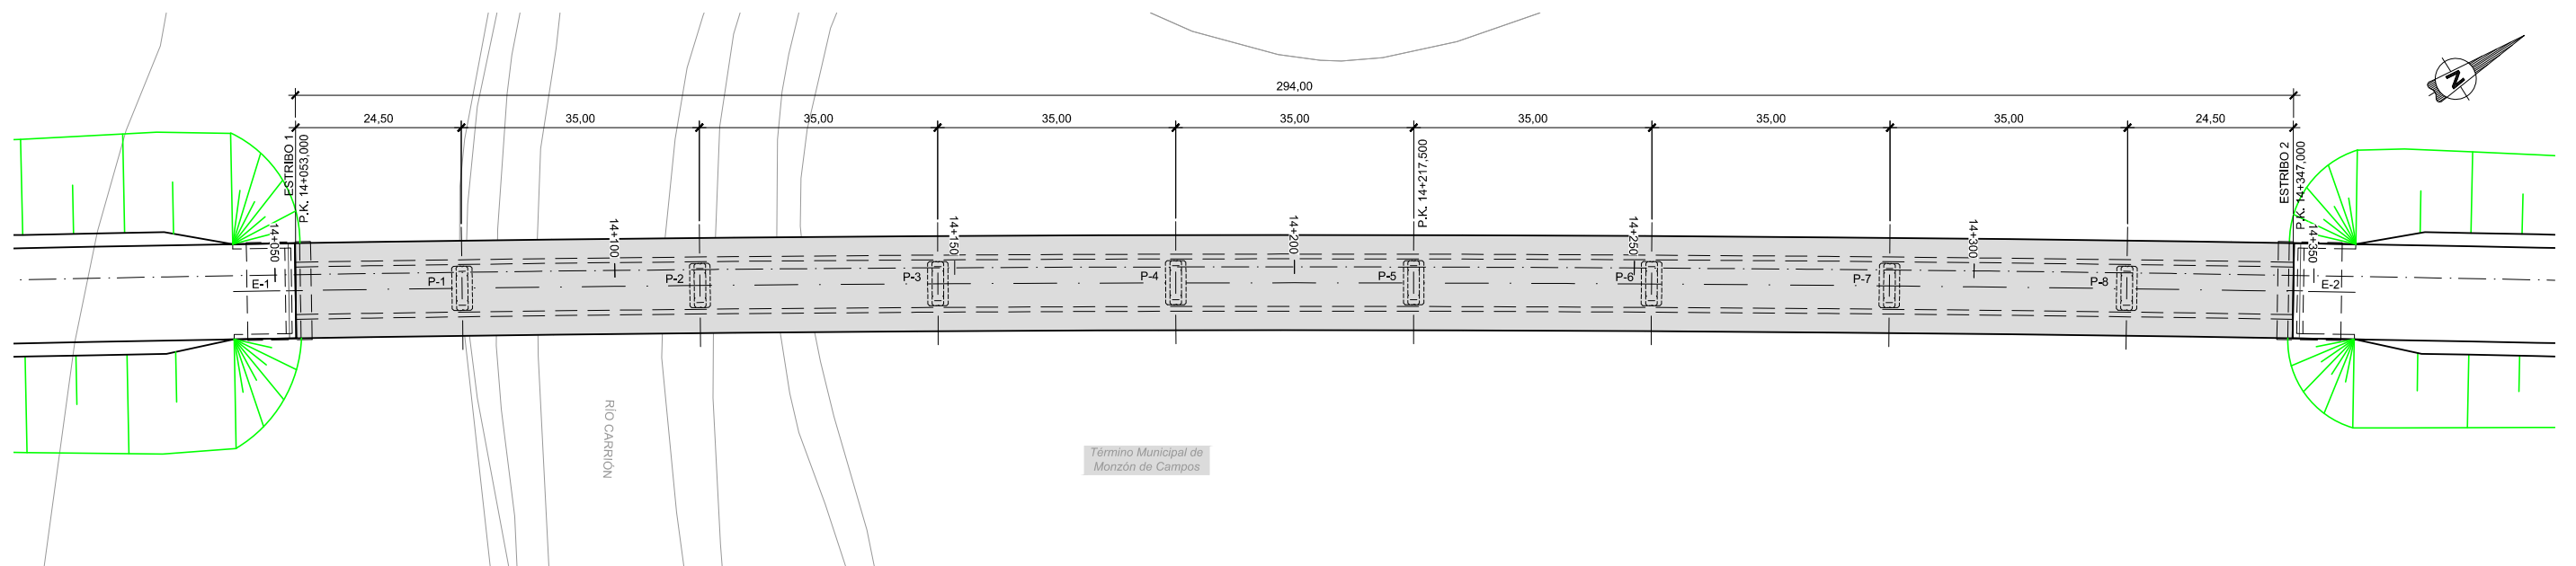 294,00
24,50
35,00
35,00
35,00
35,00
35,00
35,00
35,00
24,50
N
ESTRIBO 1
P.K. 14+053,000
P.K. 14+217,500
ESTRIBO 2
P.K. 14+347,000
14+050
14+100
14+150
14+200
14+250
14+300
14+350
E-1
P-1
P-2
P-3
P-4
P-5
P-6
P-7
P-8
E-2
RÍO CARRIÓN
Término Municipal de
Monzón de Campos